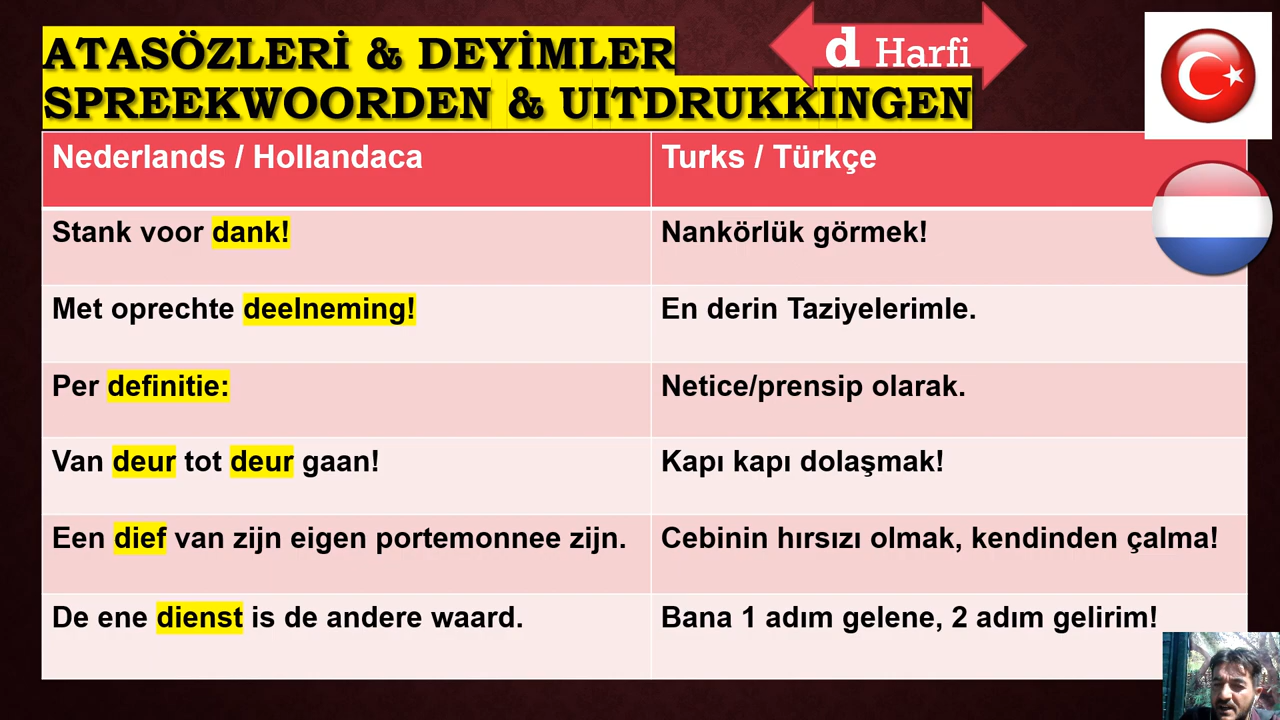 ATASÖZLERİ & DEYİMLER
d Harfi
SPREEKWOORDEN & UITDRUKKINGEN
Nederlands / Hollandaca
Turks / Türkçe
Stank voor dank!
Nankörlük görmek!
Met oprechte deelneming!
En derin Taziyelerimle.
Per definitie:
Netice/prensip olarak.
Van deur tot deur gaan!
Kapı kapı dolaşmak!
Een dief van zijn eigen portemonnee zijn.
Cebinin hırsızı olmak, kendinden çalma!
De ene dienst is de andere waard.
Bana 1 adım gelene, 2 adım gelirim!